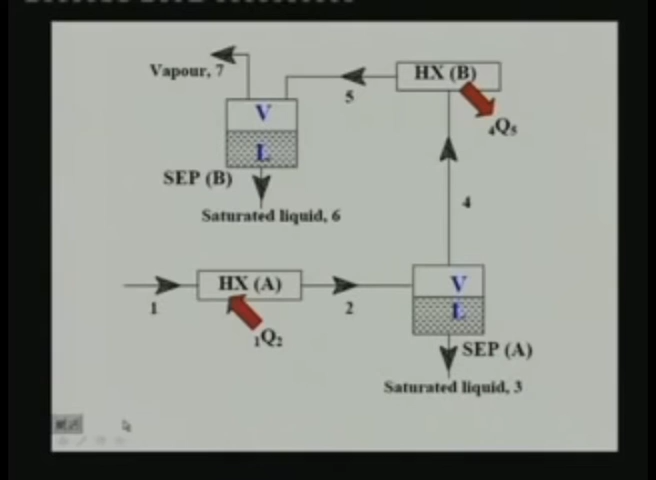 HX (B)
Vapour, 7
5
V
4Q5
L
SEP (B)
4
Saturated liquid, 6
HX (A)
V
1
2
L
1Q2
SEP (A)
Saturated liquid, 3